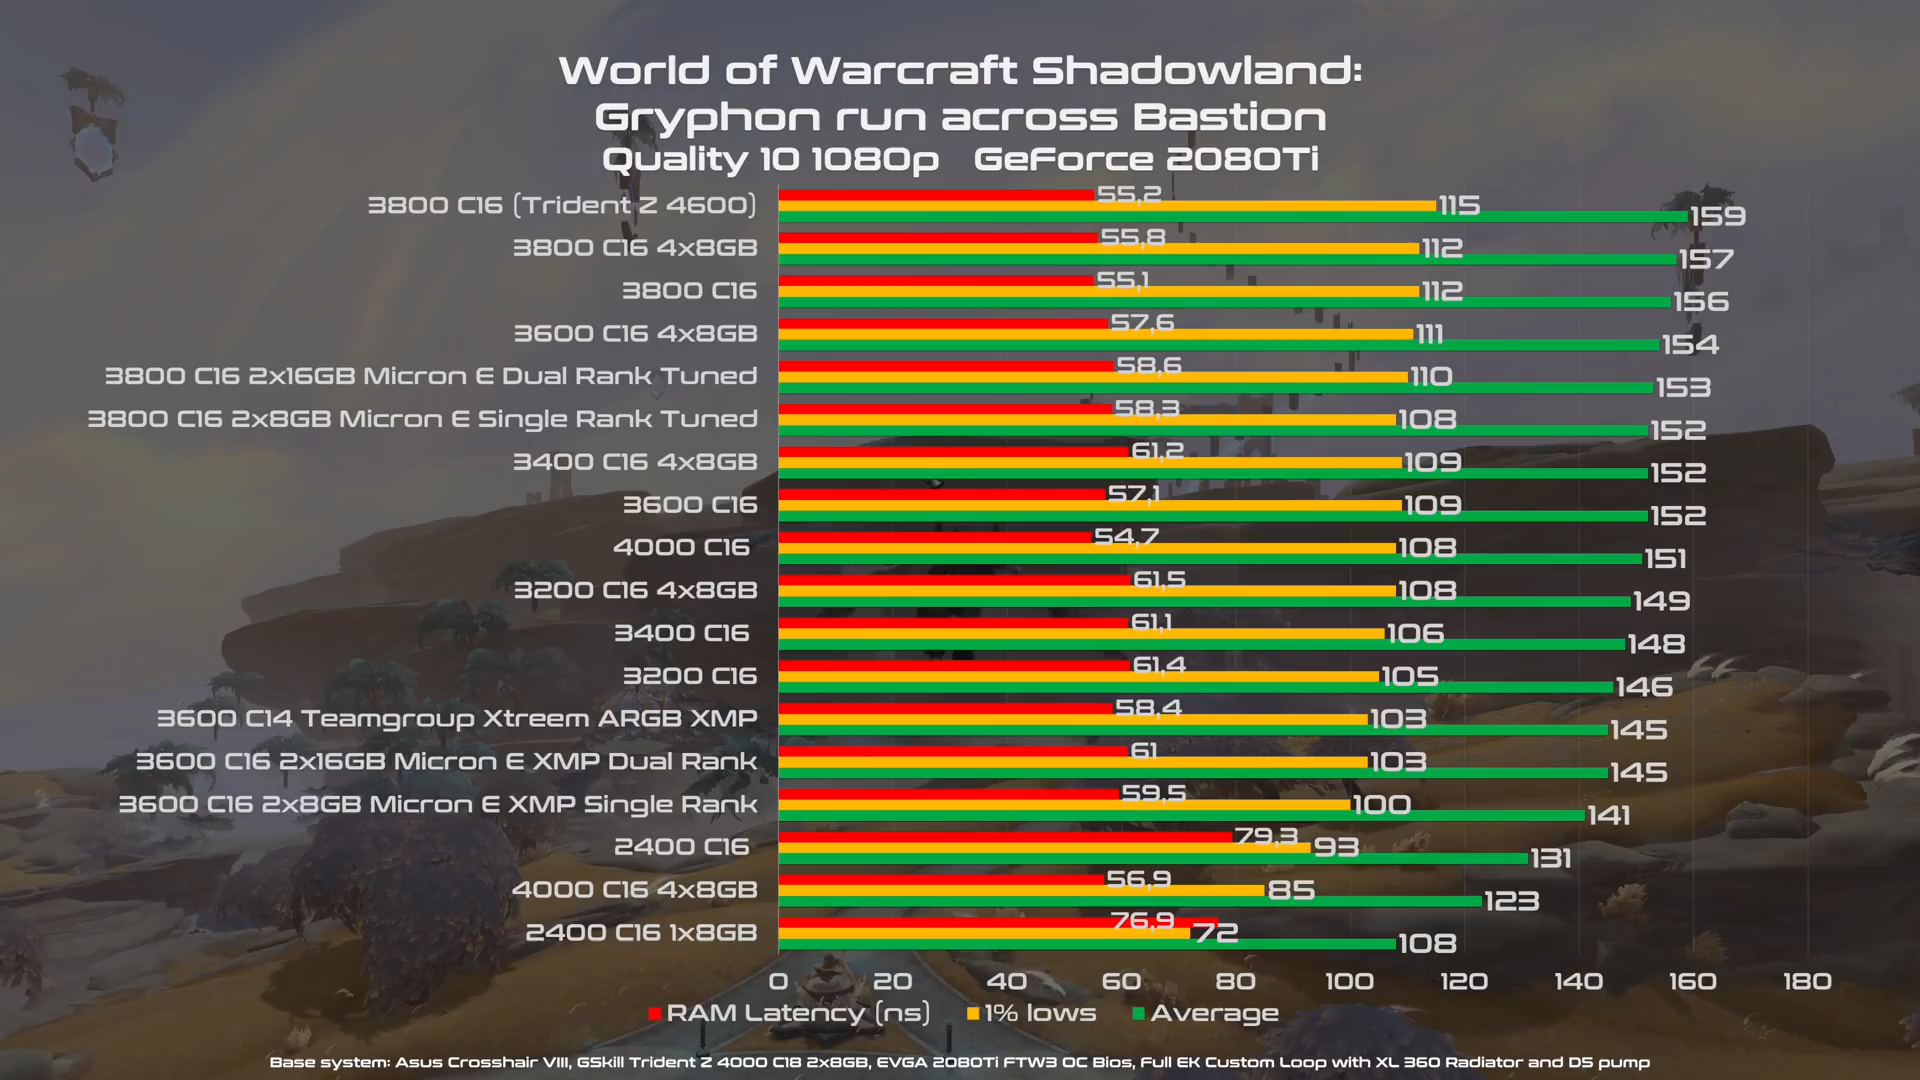 World of Warcraft Shadowland:
Gryphon run across Bastion
Quality 10 1080p   GeForce 2080Ti
3800 C16 (Trident Z 4600) 55,2 115 159
3800 C16 4x8GB 55,8 112 157
3800 C16 55,1 112 156
3600 C16 4x8GB 57,6 111 154
3800 C16 2x16GB Micron E Dual Rank Tuned 58,6 110 153
3800 C16 2x8GB Micron E Single Rank Tuned 58,3 108 152
3400 C16 4x8GB 61,2 109 152
3600 C16 57,1 109 152
4000 C16 54,7 108 151
3200 C16 4x8GB 61,5 108 149
3400 C16 61,1 106 148
3200 C16 61,4 105 146
3600 C14 Teamgroup Xtreem ARGB XMP 58,4 103 145
3600 C16 2x16GB Micron E XMP Dual Rank 61 103 145
3600 C16 2x8GB Micron E XMP Single Rank 59,5 100 141
2400 C16 79,3 93 131
4000 C16 4x8GB 56,9 85 123
2400 C16 1x8GB 76,9 72 108
0 20 40 60 80 100 120 140 160 180
RAM Latency (ns) 1% lows Average
Base system: Asus Crosshair VIII, GSkill Trident Z 4000 C18 2x8GB, EVGA 2080Ti FTW3 OC Bios, Full EK Custom Loop with XL 360 Radiator and D5 pump